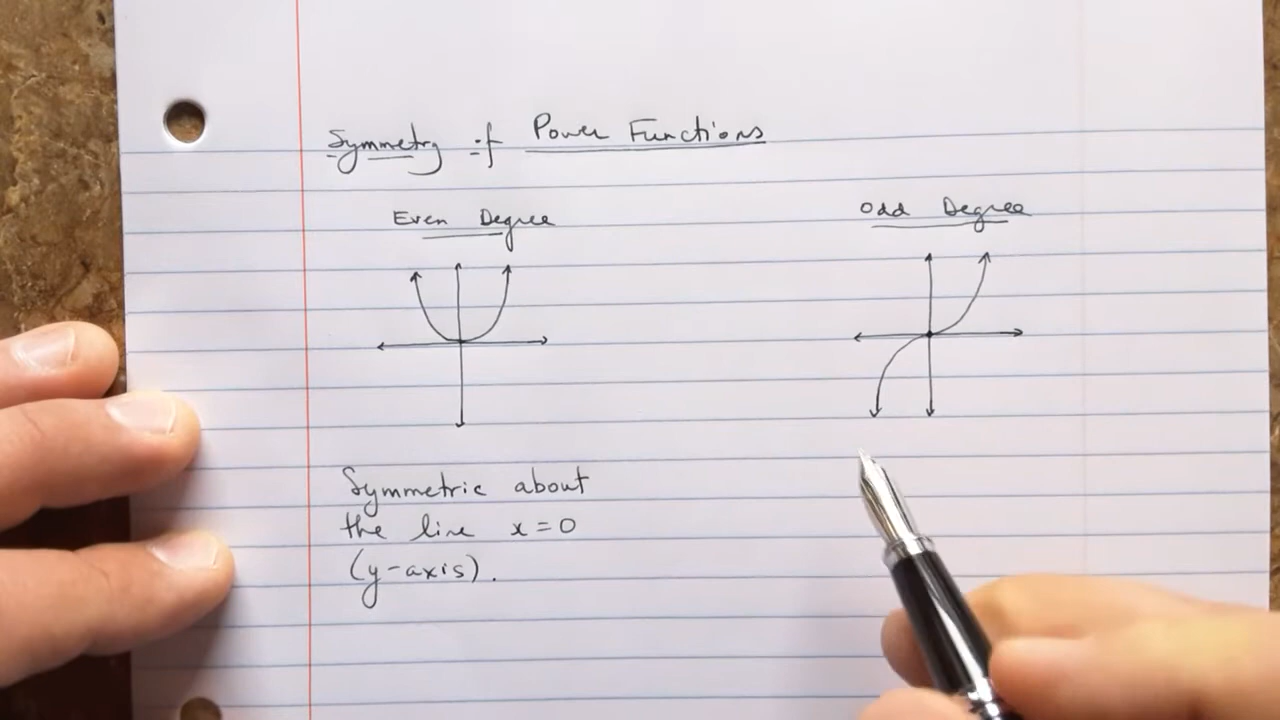 Symmetry of Power Functions
Even Degree
Odd Degree
Symmetric about
the line x=0
(y-axis).